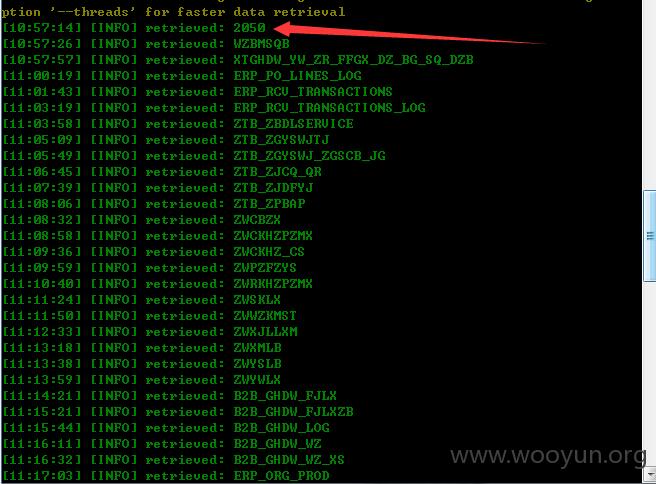 ption '--threads' for faster data retrieval
[10:57:14] [INFO] retrieved: 2050
[10:57:26] [INFO] retrieved: WZBMSQB
[10:57:57] [INFO] retrieved: XTGHDW_YW_ZR_FFGX_DZ_BG_SQ_DZB
[11:00:19] [INFO] retrieved: ERP_PO_LINES_LOG
[11:01:43] [INFO] retrieved: ERP_RCV_TRANSACTIONS
[11:03:19] [INFO] retrieved: ERP_RCV_TRANSACTIONS_LOG
[11:03:58] [INFO] retrieved: ZTB_ZBDLSERVICE
[11:05:09] [INFO] retrieved: ZTB_ZGYSWJTJ
[11:05:49] [INFO] retrieved: ZTB_ZGYSWJ_ZGSCB_JG
[11:06:45] [INFO] retrieved: ZTB_ZJCQ_QR
[11:07:39] [INFO] retrieved: ZTB_ZJDFYJ
[11:08:06] [INFO] retrieved: ZTB_ZPBAP
[11:08:32] [INFO] retrieved: ZWCBZX
[11:08:58] [INFO] retrieved: ZWCKHZPZMX
[11:09:36] [INFO] retrieved: ZWCKHZ_CS
[11:09:59] [INFO] retrieved: ZWPZFZYS
[11:10:40] [INFO] retrieved: ZWRKHZPZMX
[11:11:24] [INFO] retrieved: ZWSKLX
[11:11:50] [INFO] retrieved: ZWWZKMST
[11:12:33] [INFO] retrieved: ZWXJLLXM
[11:13:18] [INFO] retrieved: ZWXMLB
[11:13:38] [INFO] retrieved: ZWYSLB
[11:13:59] [INFO] retrieved: ZWYWLX
[11:14:21] [INFO] retrieved: B2B_GHDW_FJLX
[11:15:21] [INFO] retrieved: B2B_GHDW_FJLXZB
[11:15:44] [INFO] retrieved: B2B_GHDW_LOG
[11:16:11] [INFO] retrieved: B2B_GHDW_WZ
[11:16:32] [INFO] retrieved: B2B_GHDW_WZ_XS
[11:17:03] [INFO] retrieved: ERP_ORG_PROD
www.wooyun.org